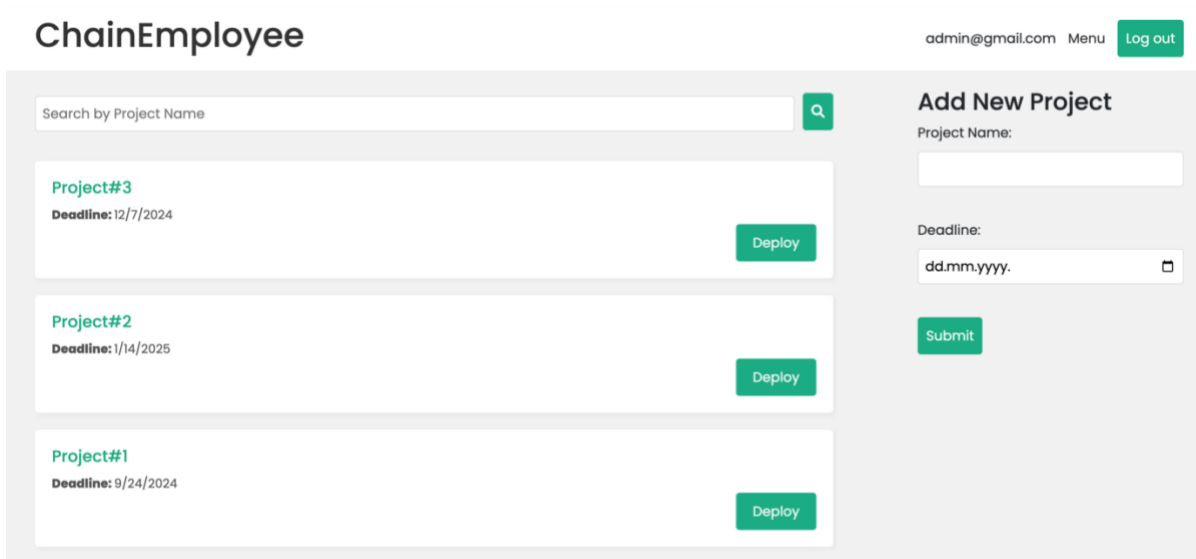 ChainEmployee
admin@gmail.com Menu Log out
Search by Project Name
Project#3
Deadline: 12/7/2024
Deploy
Project#2
Deadline: 1/14/2025
Deploy
Project#1
Deadline: 9/24/2024
Deploy
Add New Project
Project Name:
Deadline:
dd.mm.yyyy.
Submit